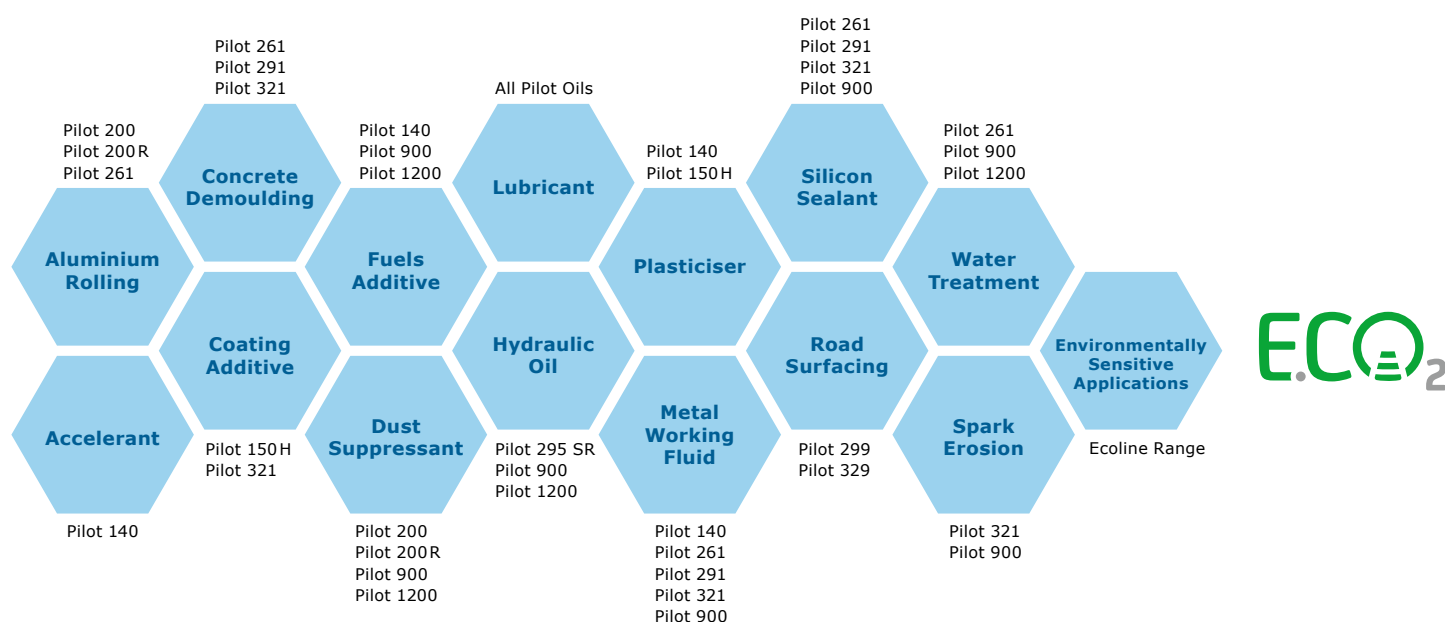 Pilot 200
Pilot 200R
Pilot 261
Aluminium
Rolling
Accelerant
Pilot 140
Pilot 261
Pilot 291
Pilot 321
Concrete
Demoulding
Coating
Additive
Pilot 150H
Pilot 321
Pilot 140
Pilot 900
Pilot 1200
Fuels
Additive
Dust
Suppressant
Pilot 200
Pilot 200R
Pilot 900
Pilot 1200
All Pilot Oils
Lubricant
Hydraulic
Oil
Pilot 295 SR
Pilot 900
Pilot 1200
Pilot 140
Pilot 150H
Plasticiser
Metal
Working
Fluid
Pilot 140
Pilot 261
Pilot 291
Pilot 321
Pilot 900
Pilot 261
Pilot 291
Pilot 321
Pilot 900
Silicon
Sealant
Road
Surfacing
Pilot 299
Pilot 329
Pilot 261
Pilot 900
Pilot 1200
Water
Treatment
Spark
Erosion
Pilot 321
Pilot 900
Environmentally
Sensitive
Applications
Ecoline Range
E.CO2